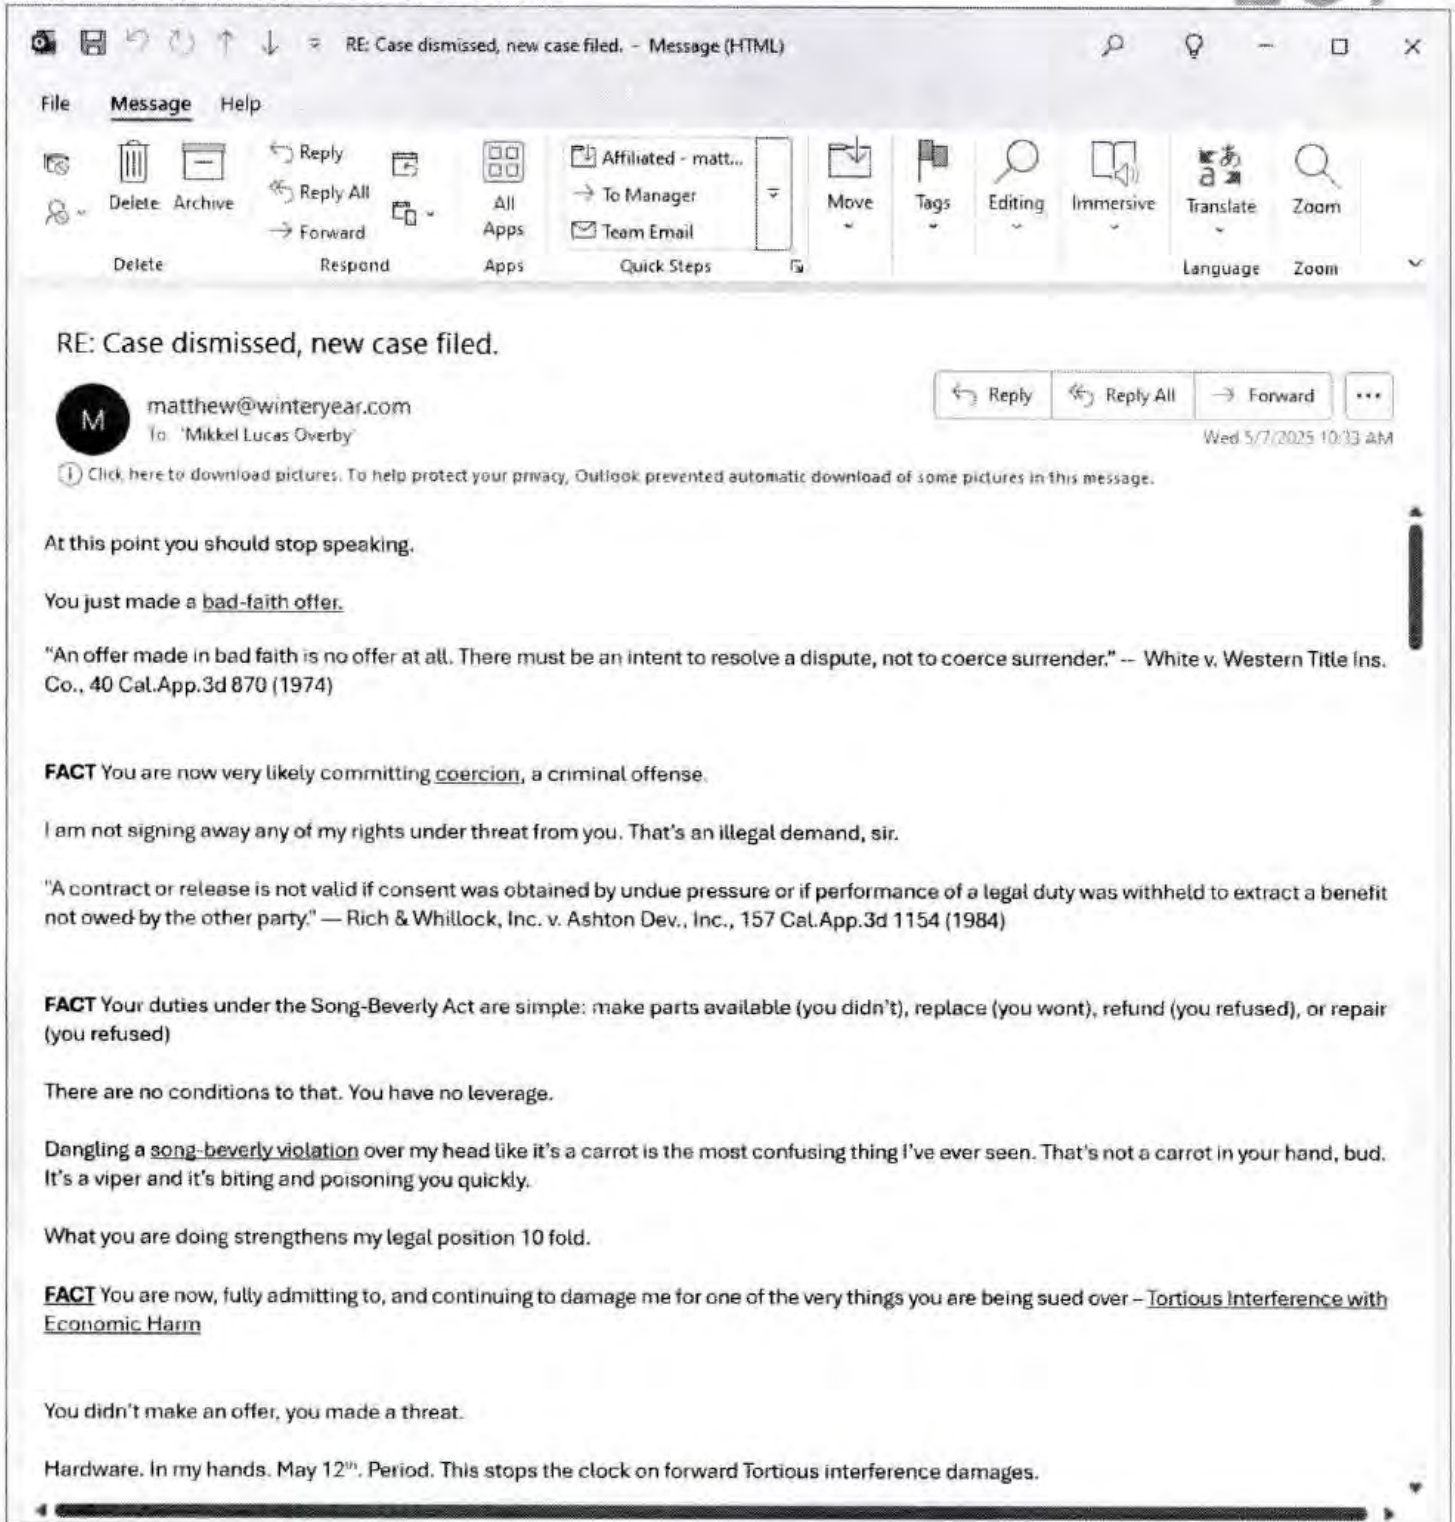 RE: Case dismissed, new case filed. - Message (HTML)
File Message Help
Delete Archive
Reply
Reply All
Forward
All Apps
Affiliated - matt...
To Manager
Team Email
Move
Tags
Editing
Immersive
Translate
Zoom
Delete Respond Apps Quick Steps Language Zoom
RE: Case dismissed, new case filed.
M
matthew@winteryear.com
To 'Mikkel Lucas Overby'
Reply Reply All Forward ...
Wed 5/7/2025 10:33 AM
Click here to download pictures. To help protect your privacy, Outlook prevented automatic download of some pictures in this message.
At this point you should stop speaking.
You just made a bad-faith offer.
"An offer made in bad faith is no offer at all. There must be an intent to resolve a dispute, not to coerce surrender." -- White v. Western Title Ins.
Co., 40 Cal.App.3d 870 (1974)
FACT You are now very likely committing coercion, a criminal offense.
I am not signing away any of my rights under threat from you. That's an illegal demand, sir.
"A contract or release is not valid if consent was obtained by undue pressure or if performance of a legal duty was withheld to extract a benefit
not owed by the other party." — Rich & Whillock, Inc. v. Ashton Dev., Inc., 157 Cal.App.3d 1154 (1984)
FACT Your duties under the Song-Beverly Act are simple: make parts available (you didn't), replace (you wont), refund (you refused), or repair
(you refused)
There are no conditions to that. You have no leverage.
Dangling a song-beverly violation over my head like it's a carrot is the most confusing thing I've ever seen. That's not a carrot in your hand, bud.
It's a viper and it's biting and poisoning you quickly.
What you are doing strengthens my legal position 10 fold.
FACT You are now, fully admitting to, and continuing to damage me for one of the very things you are being sued over – Tortious Interference with
Economic Harm
You didn't make an offer, you made a threat.
Hardware. In my hands. May 12th. Period. This stops the clock on forward Tortious interference damages.